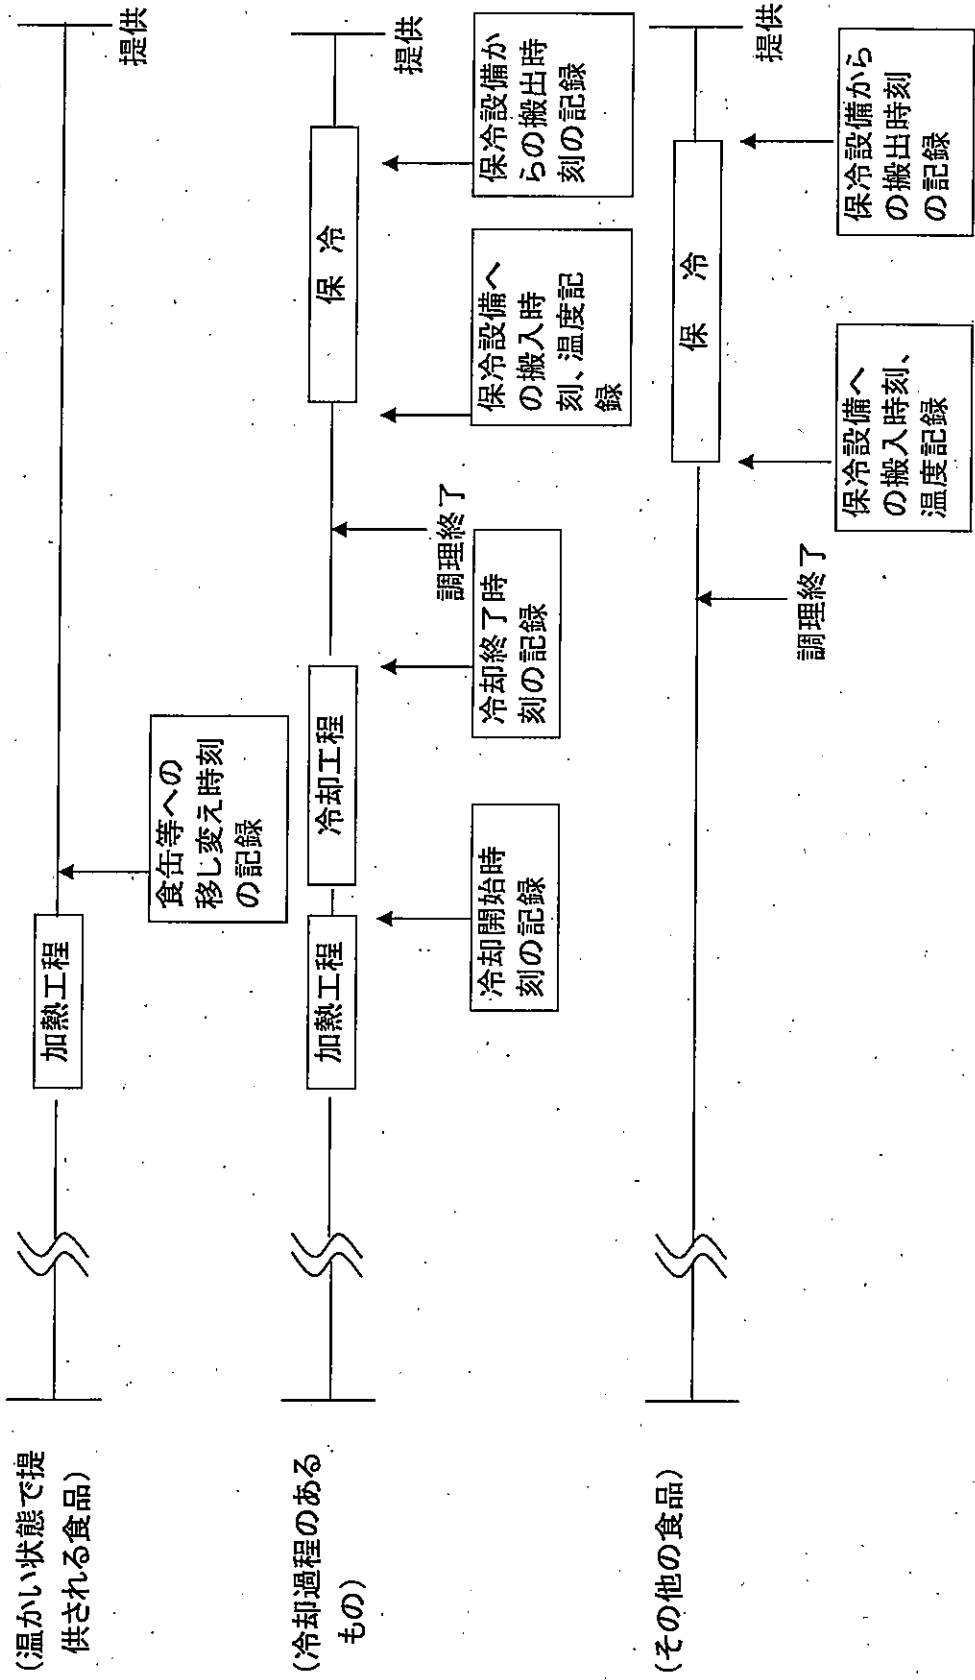 (温かい状態で提
供される食品)
加熱工程
食缶等への
移し変え時刻
の記録
提供
(冷却過程のある
もの)
加熱工程
冷却開始時
刻の記録
冷却工程
冷却終了時
刻の記録
調理終了
保冷設備へ
の搬入時
刻、温度記
録
保 冷
保冷設備か
らの搬出時
刻の記録
提供
(その他の食品)
調理終了
保冷設備へ
の搬入時刻、
温度記録
保 冷
保冷設備から
の搬出時刻
の記録
提供